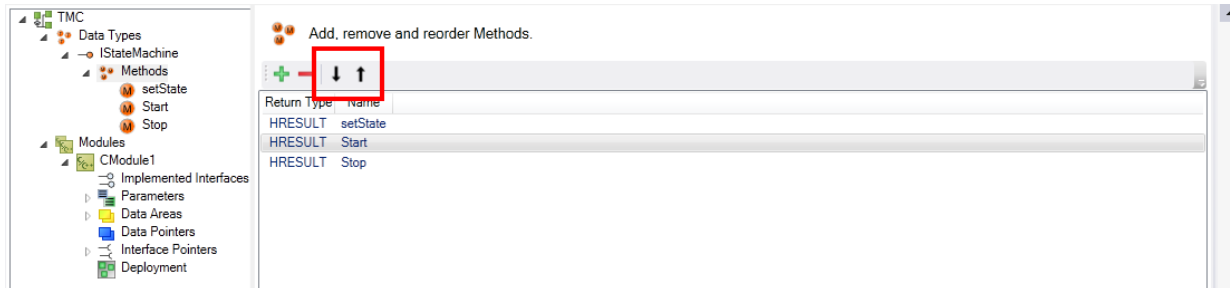 TMC
Data Types
IStateMachine
Methods
setState
Start
Stop
Modules
CModule1
Implemented Interfaces
Parameters
Data Areas
Data Pointers
Interface Pointers
Deployment
Add, remove and reorder Methods.
Return Type Name
HRESULT setState
HRESULT Start
HRESULT Stop